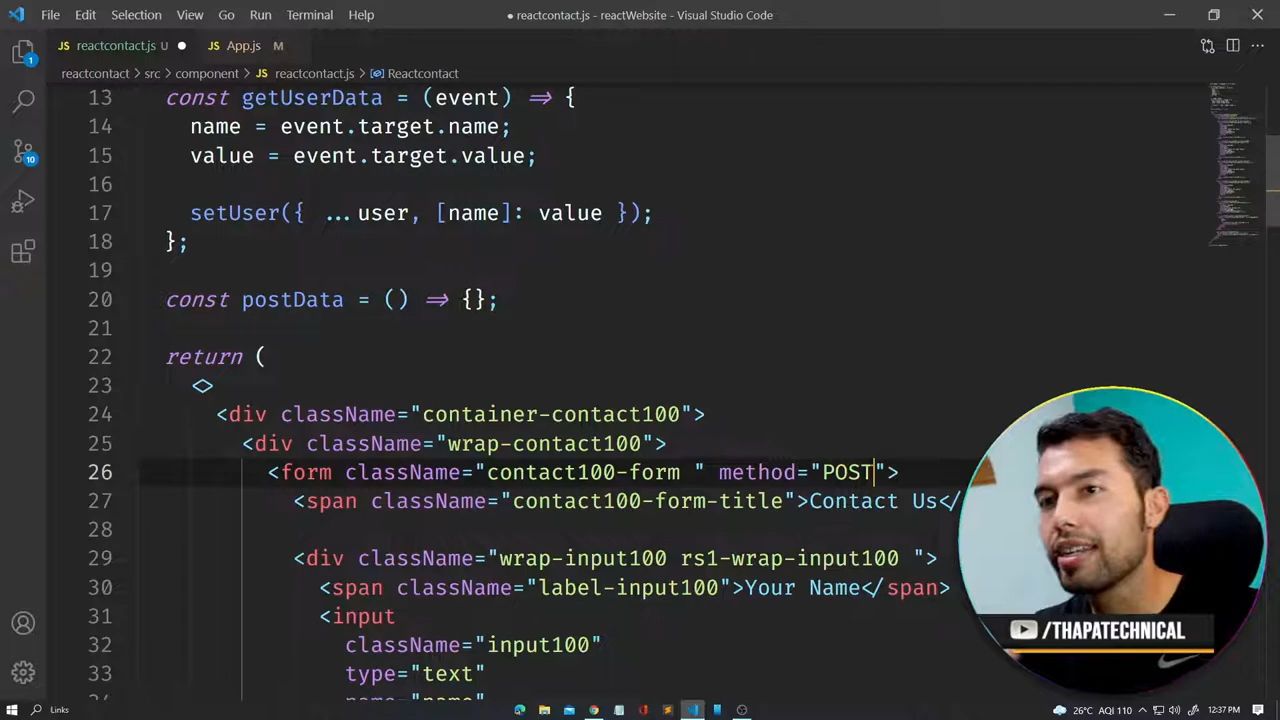 File Edit Selection View Go Run Terminal Help
● reactcontact.js - reactWebsite - Visual Studio Code
JS reactcontact.js U ●
JS App.js M
reactcontact > src > component > JS reactcontact.js > Reactcontact
13 const getUserData = (event) => {
14 name = event.target.name;
15 value = event.target.value;
16
17 setUser({ ...user, [name]: value });
18 };
19
20 const postData = () => {};
21
22 return (
23 <>
24 <div className="container-contact100">
25 <div className="wrap-contact100">
26 <form className="contact100-form " method="POST">
27 <span className="contact100-form-title">Contact Us</
28
29 <div className="wrap-input100 rs1-wrap-input100 ">
30 <span className="label-input100">Your Name</span>
31 <input
32 className="input100"
33 type="text"
34 name="name"
1
10
/THAPATECHNICAL
Links
26°C AQI 110
12:37 PM